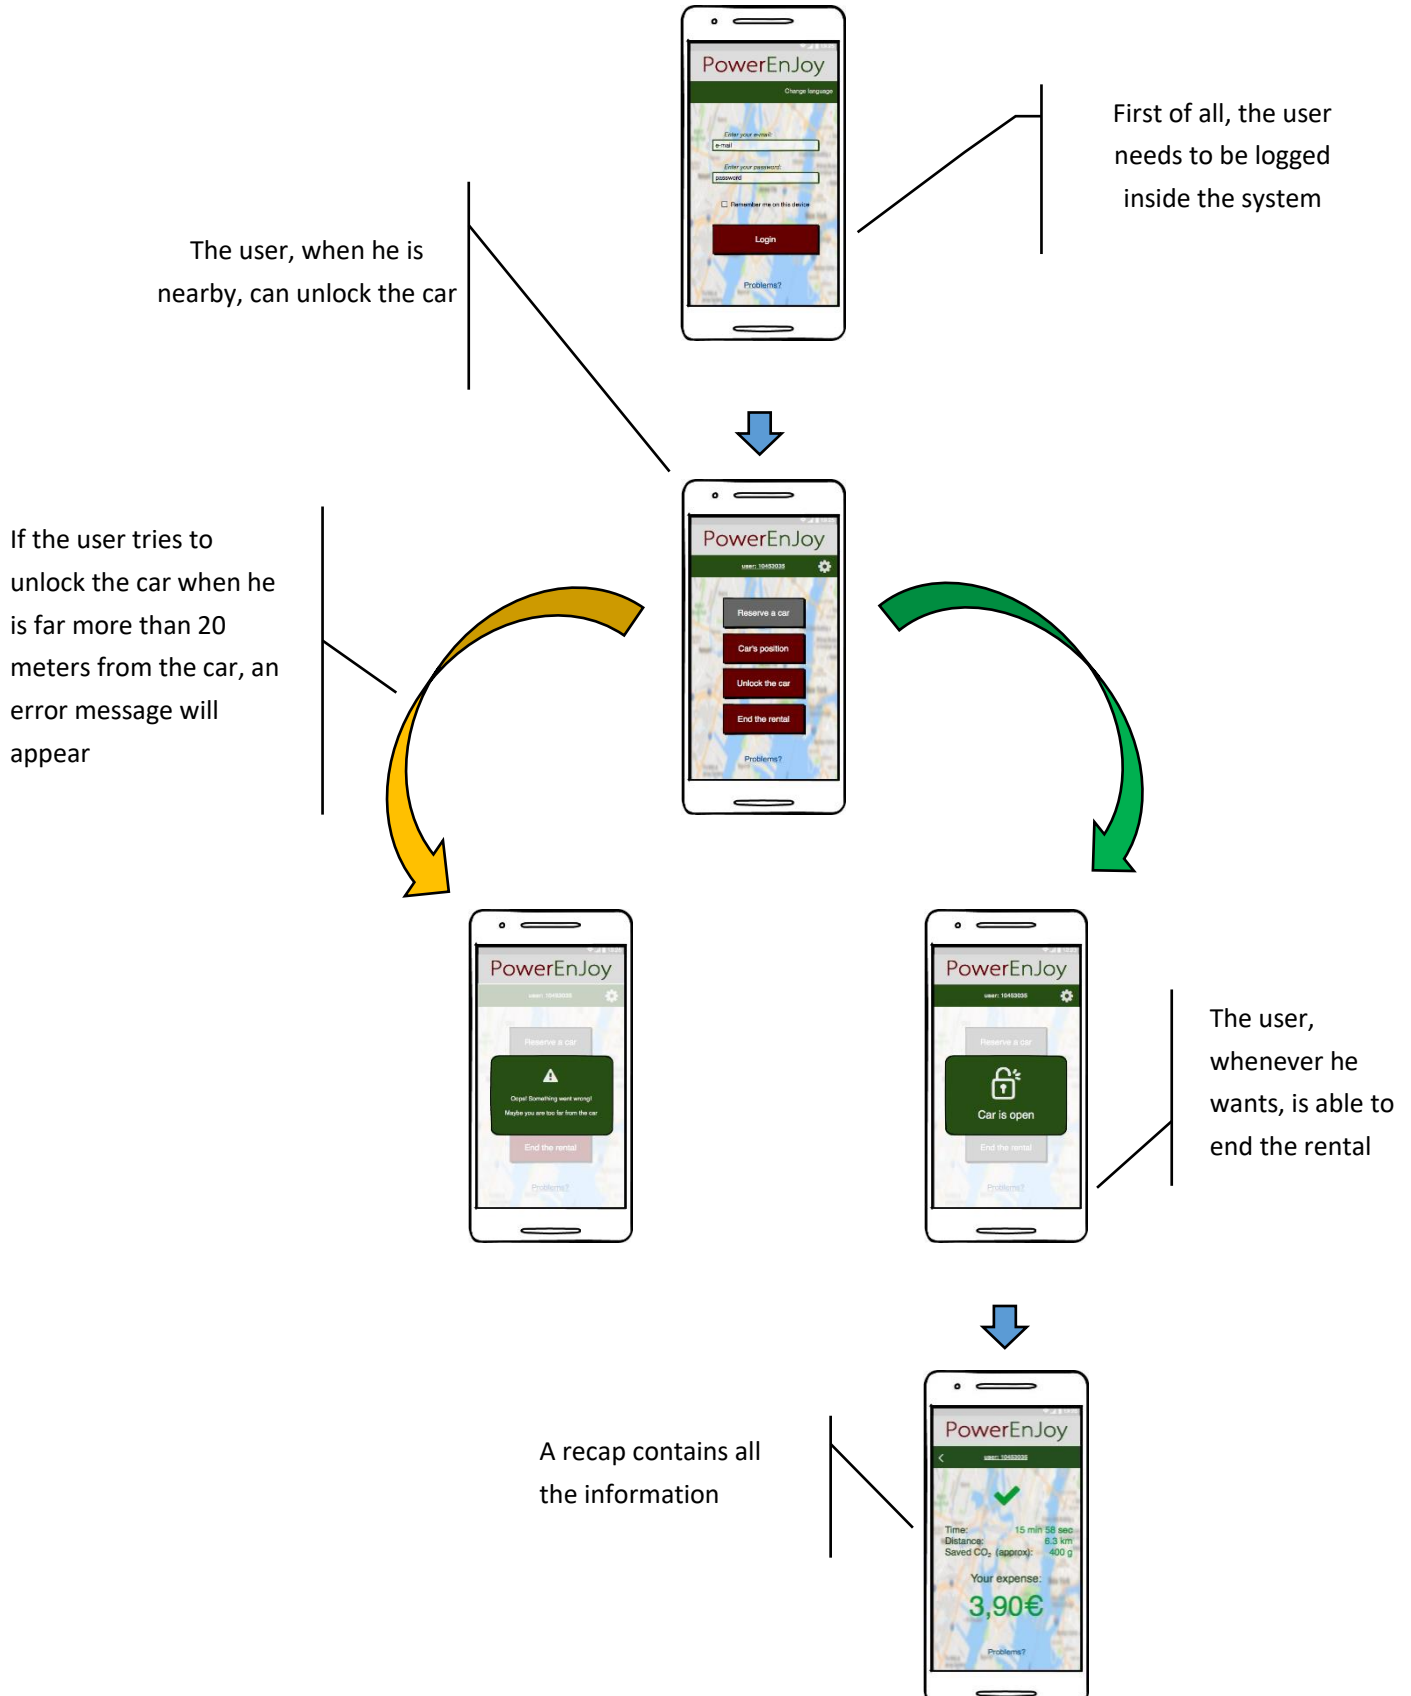 PowerEnJoy
Change language
Enter your e-mail:
e-mail
Enter your password:
password
Remember me on this device
Login
Problems?
First of all, the user
needs to be logged
inside the system
The user, when he is
nearby, can unlock the car
PowerEnJoy
user: 10453035
Reserve a car
Car's position
Unlock the car
End the rental
Problems?
If the user tries to
unlock the car when he
is far more than 20
meters from the car, an
error message will
appear
PowerEnJoy
user: 10453035
Reserve a car
Oops! Something went wrong!
Maybe you are too far from the car
End the rental
Problems?
PowerEnJoy
user: 10453035
Reserve a car
Car is open
End the rental
Problems?
The user,
whenever he
wants, is able to
end the rental
A recap contains all
the information
PowerEnJoy
user: 10453035
Time: 15 min 58 sec
Distance: 6.3 km
Saved CO₂ (approx): 400 g
Your expense:
3,90€
Problems?